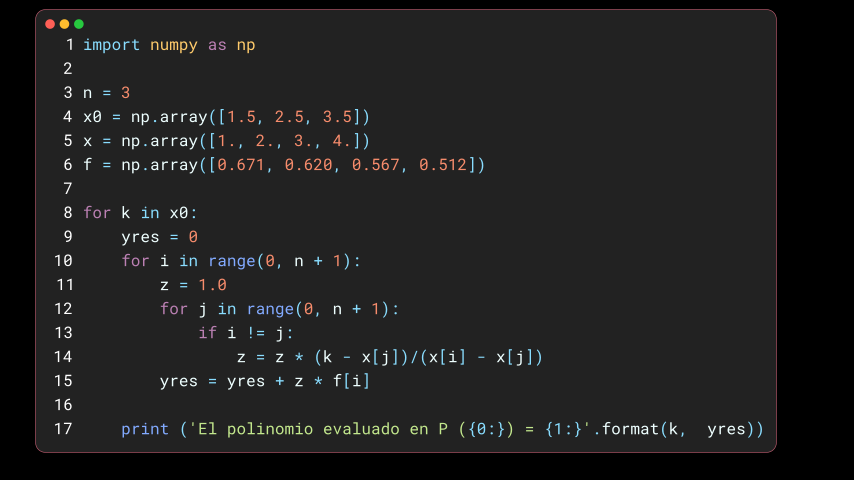 1 import numpy as np
2
3 n = 3
4 x0 = np.array([1.5, 2.5, 3.5])
5 x = np.array([1., 2., 3., 4.])
6 f = np.array([0.671, 0.620, 0.567, 0.512])
7
8 for k in x0:
9     yres = 0
10     for i in range(0, n + 1):
11         z = 1.0
12         for j in range(0, n + 1):
13             if i != j:
14                 z = z * (k - x[j])/(x[i] - x[j])
15         yres = yres + z * f[i]
16
17     print ('El polinomio evaluado en P ({0:}) = {1:}'.format(k,  yres))